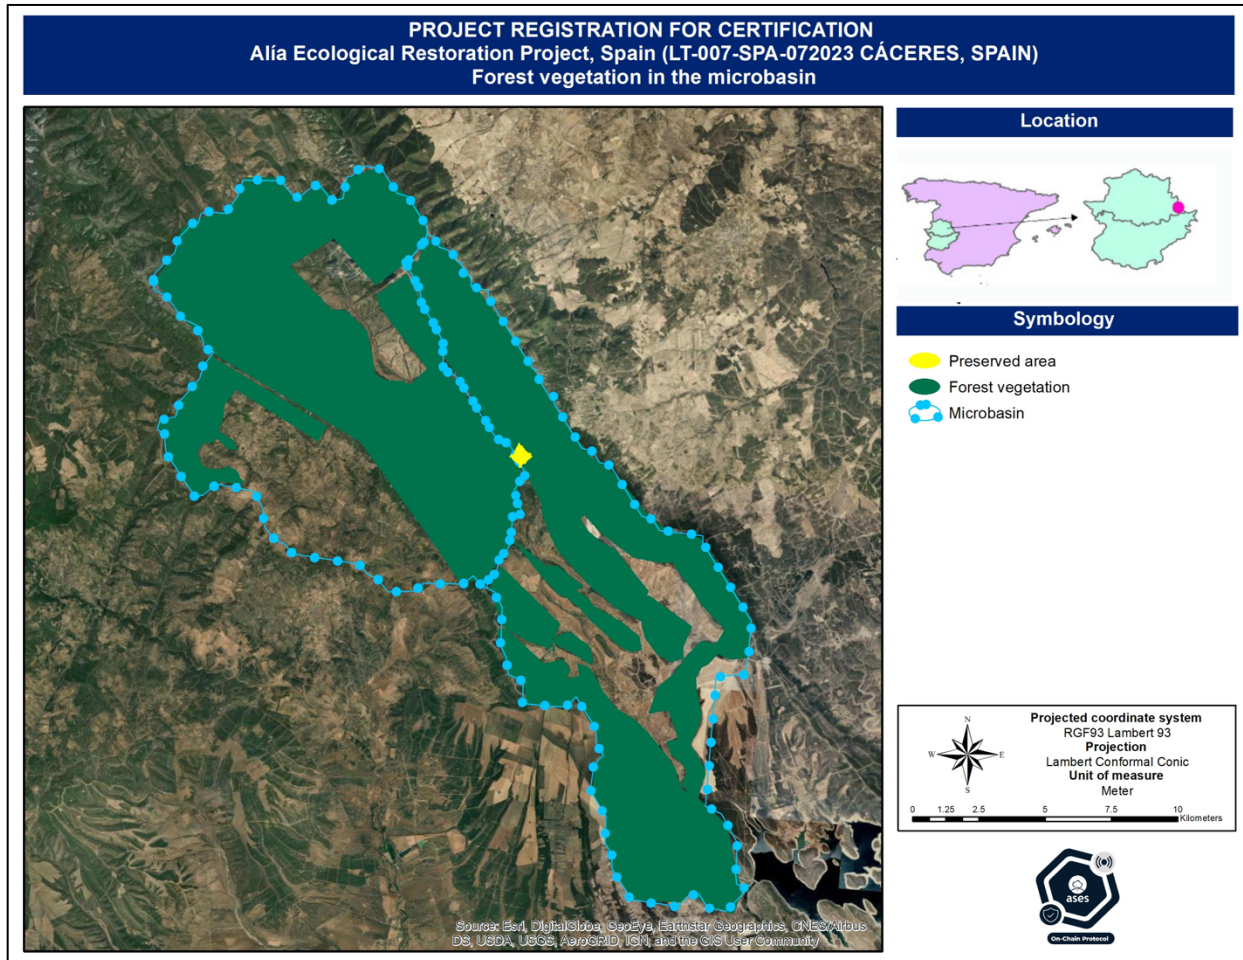 PROJECT REGISTRATION FOR CERTIFICATION
Alía Ecological Restoration Project, Spain (LT-007-SPA-072023 CÁCERES, SPAIN)
Forest vegetation in the microbasin
Location
Symbology
Preserved area
Forest vegetation
Microbasin
N
W
E
S
Projected coordinate system
RGF93 Lambert 93
Projection
Lambert Conformal Conic
Unit of measure
Meter
0 1.25 2.5 5 7.5 10
Kilometers
ases
On-Chain Protocol
Source: Esri, DigitalGlobe, GeoEye, Earthstar Geographics, CNES/Airbus
DS, USDA, USGS, AeroGRID, IGN, and the GIS User Community